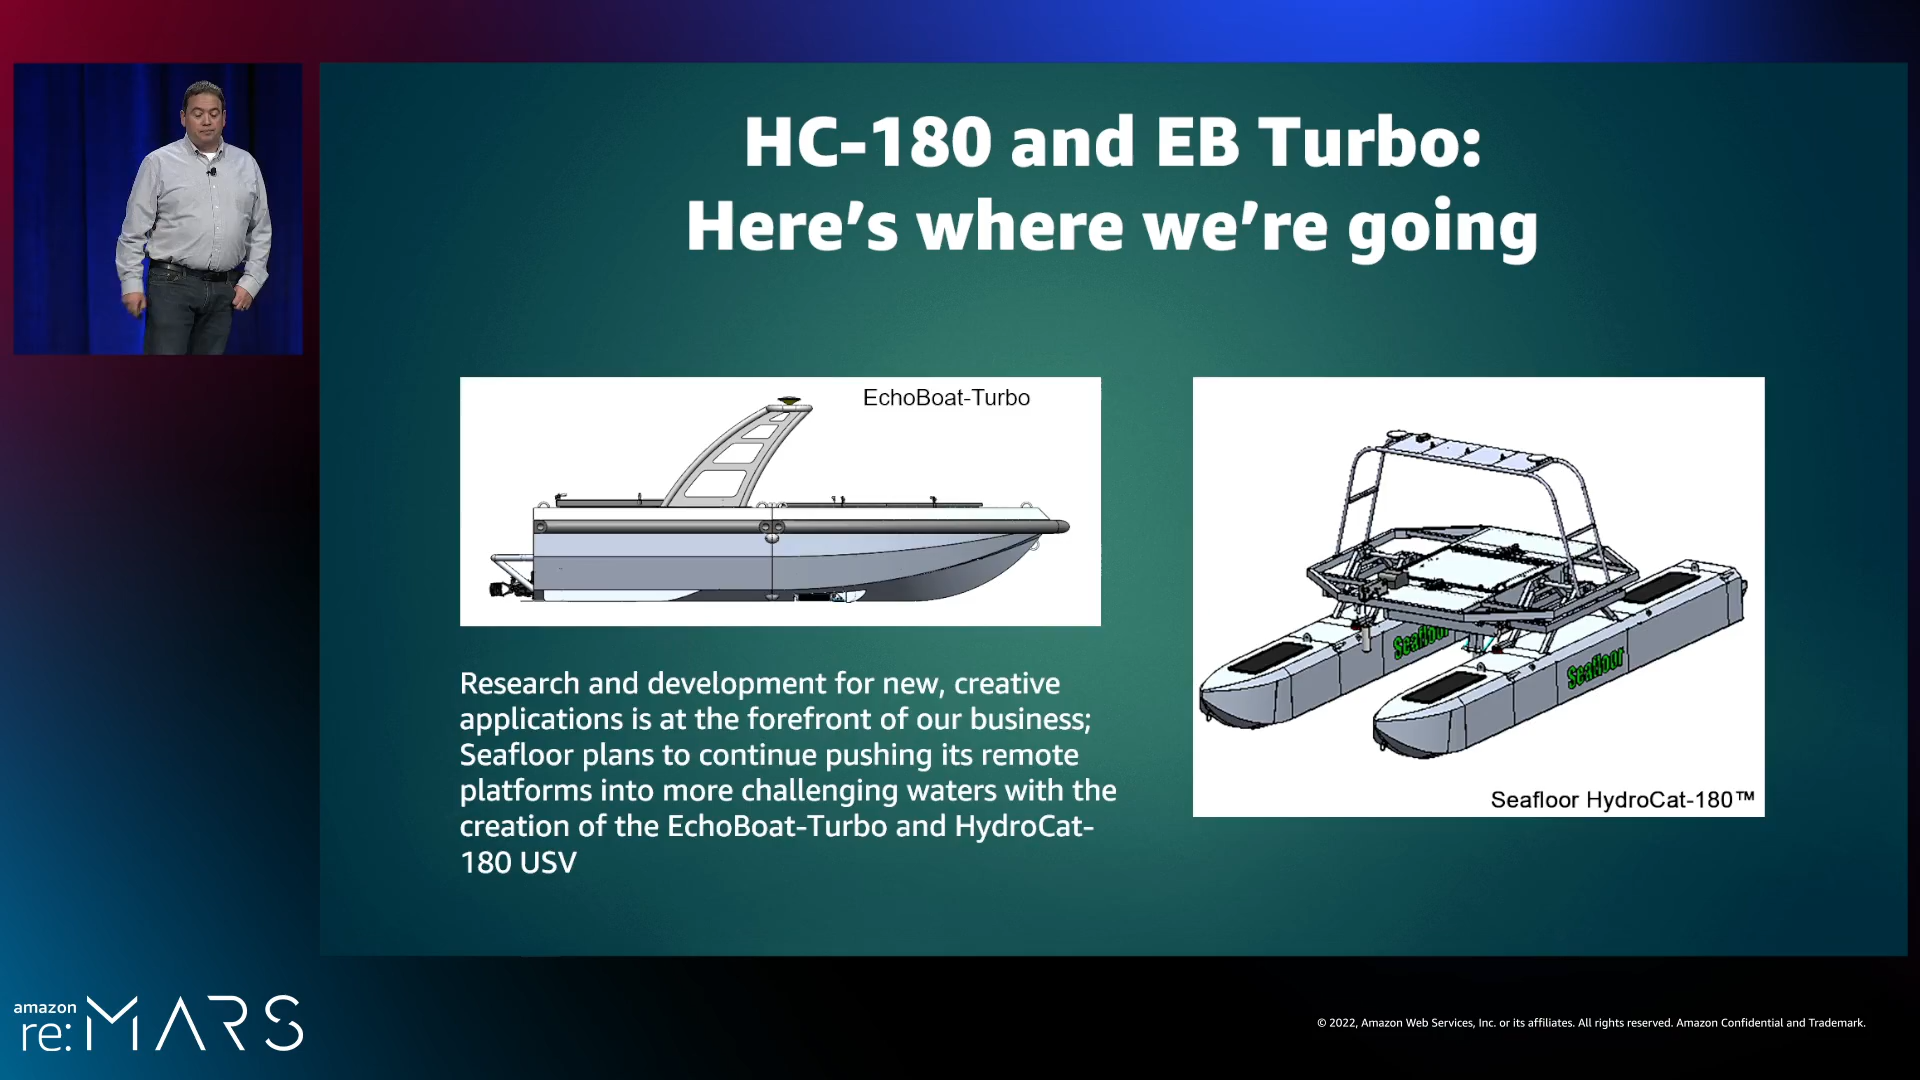 HC-180 and EB Turbo:
Here’s where we’re going
EchoBoat-Turbo
Research and development for new, creative
applications is at the forefront of our business;
Seafloor plans to continue pushing its remote
platforms into more challenging waters with the
creation of the EchoBoat-Turbo and HydroCat-
180 USV
Seafloor
Seafloor
Seafloor HydroCat-180™
amazon
re:MARS
© 2022, Amazon Web Services, Inc. or its affiliates. All rights reserved. Amazon Confidential and Trademark.